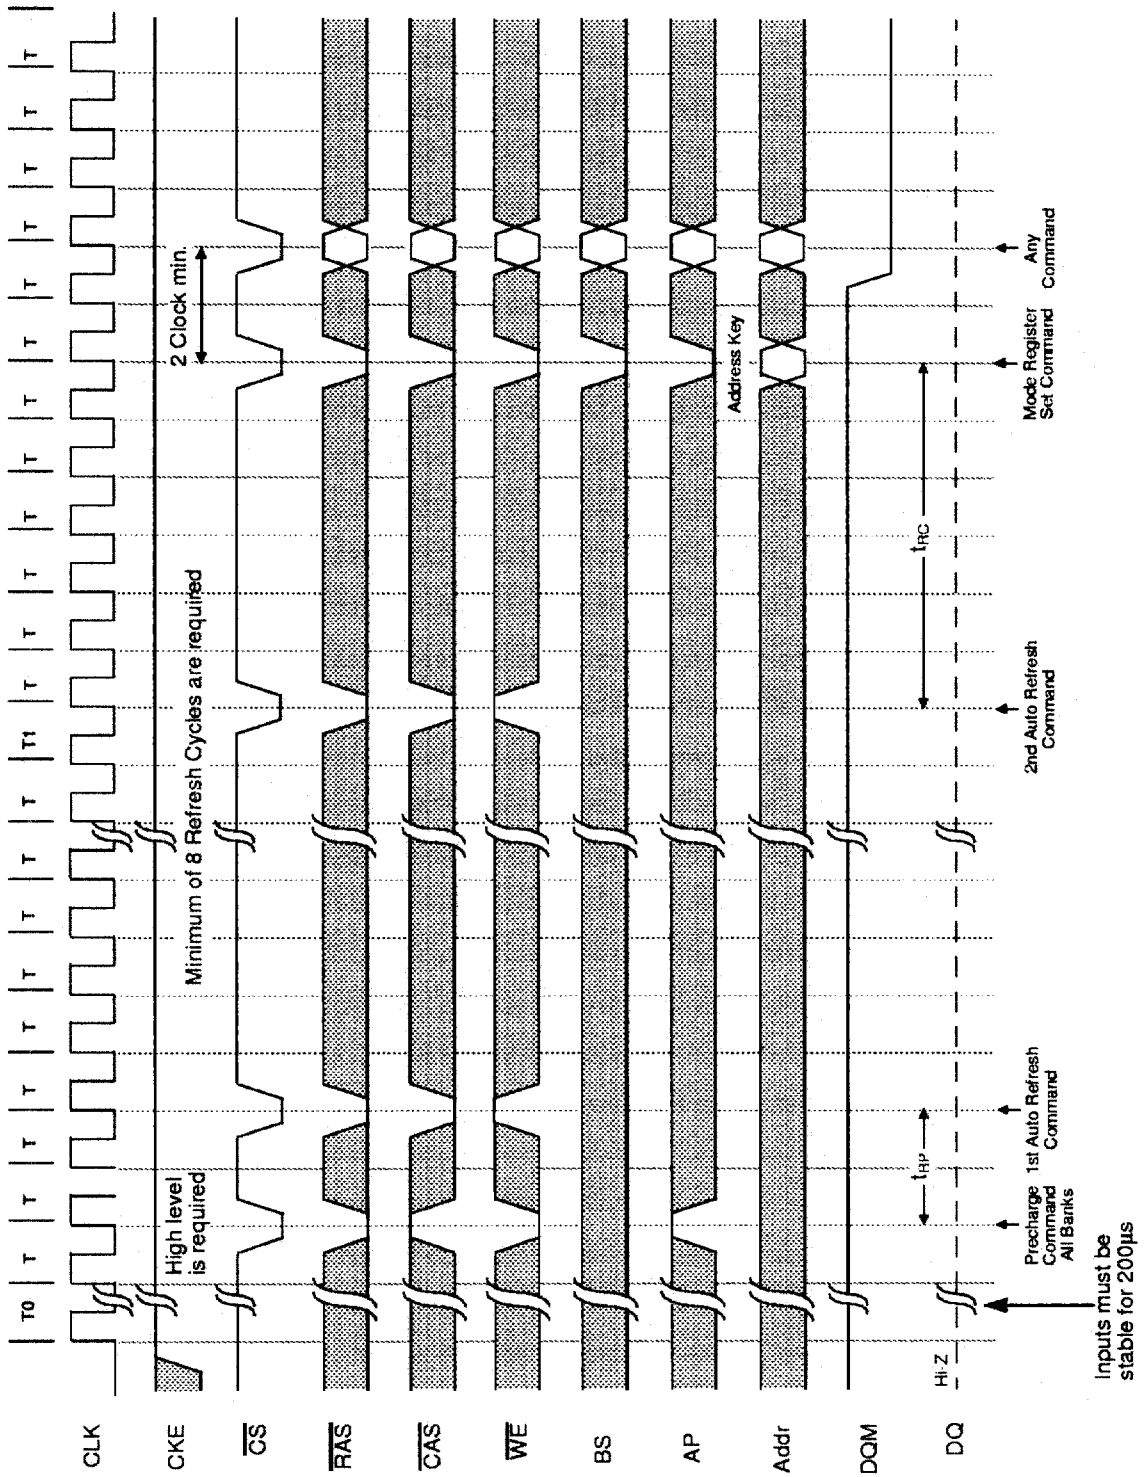 T0 T T T T T T T T T T1 T T T T T T T T T T T T
CLK
CKE
High level
is required
Minimum of 8 Refresh Cycles are required
2 Clock min.
CS
RAS
CAS
WE
BS
AP
Address Key
Addr
DQM
tRP
tRC
Hi-Z
DQ
Precharge
Command
All Banks
1st Auto Refresh
Command
2nd Auto Refresh
Command
Mode Register
Set Command
Any
Command
Inputs must be
stable for 200µs